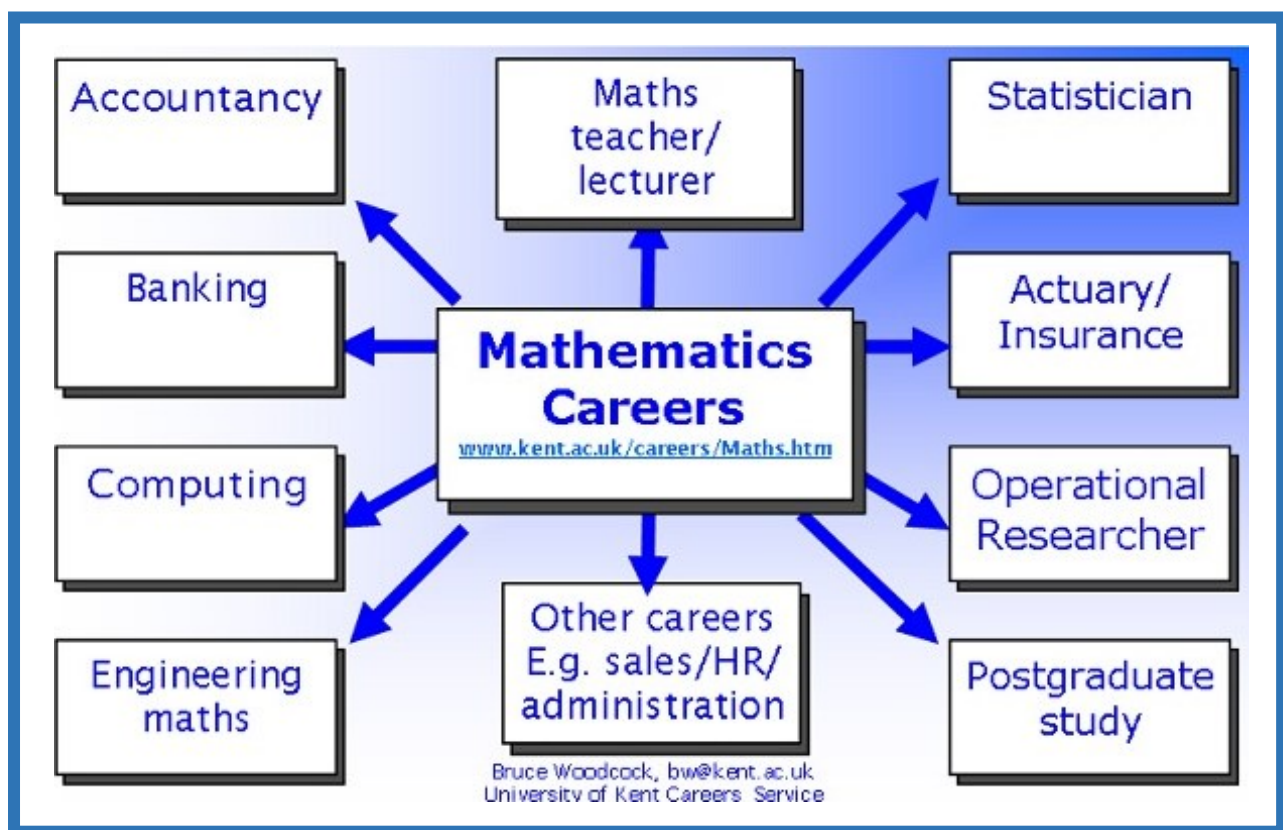 Accountancy
Maths
teacher/
lecturer
Statistician
Banking
Actuary/
Insurance
Mathematics
Careers
www.kent.ac.uk/careers/Maths.htm
Computing
Operational
Researcher
Engineering
maths
Other careers
E.g. sales/HR/
administration
Postgraduate
study
Bruce Woodcock, bw@kent.ac.uk
University of Kent Careers Service